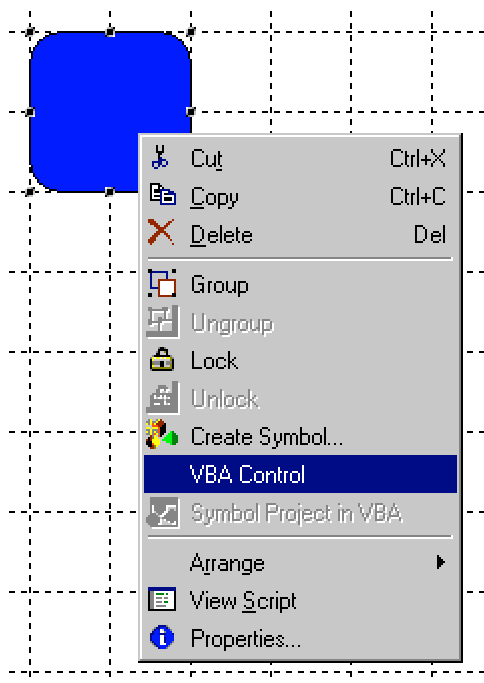 Cut Ctrl+X
Copy Ctrl+C
Delete Del
Group
Ungroup
Lock
Unlock
Create Symbol...
VBA Control
Symbol Project in VBA
Arrange
View Script
Properties...